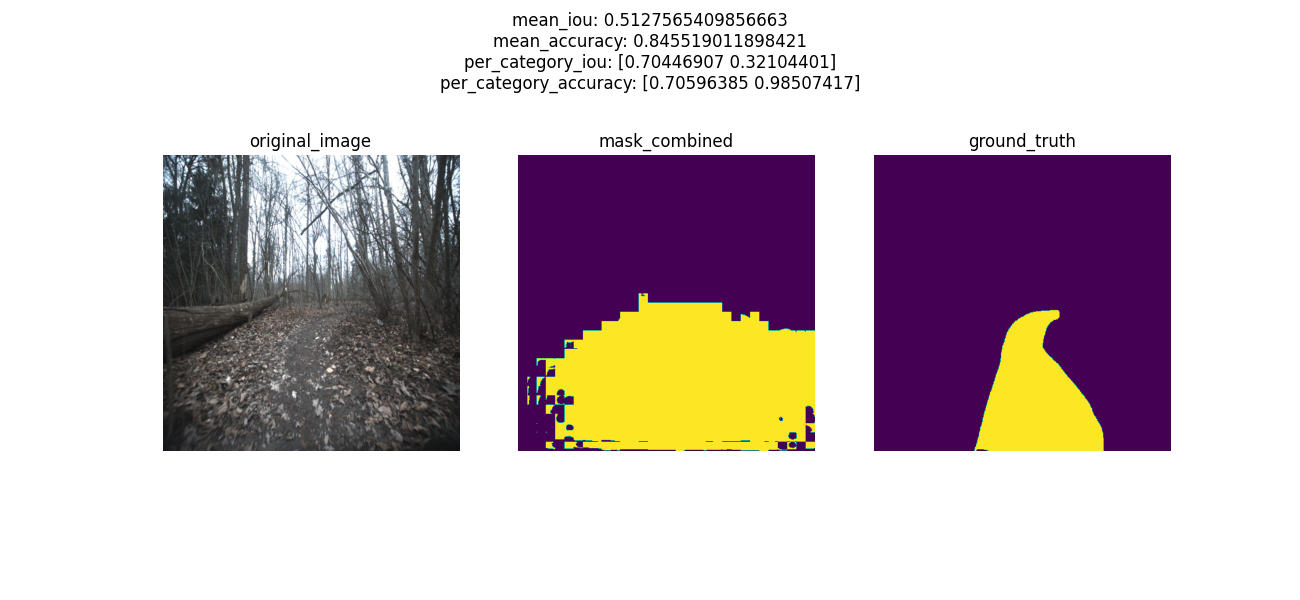 mean_iou: 0.5127565409856663
mean_accuracy: 0.845519011898421
per_category_iou: [0.70446907 0.32104401]
per_category_accuracy: [0.70596385 0.98507417]
original_image
mask_combined
ground_truth